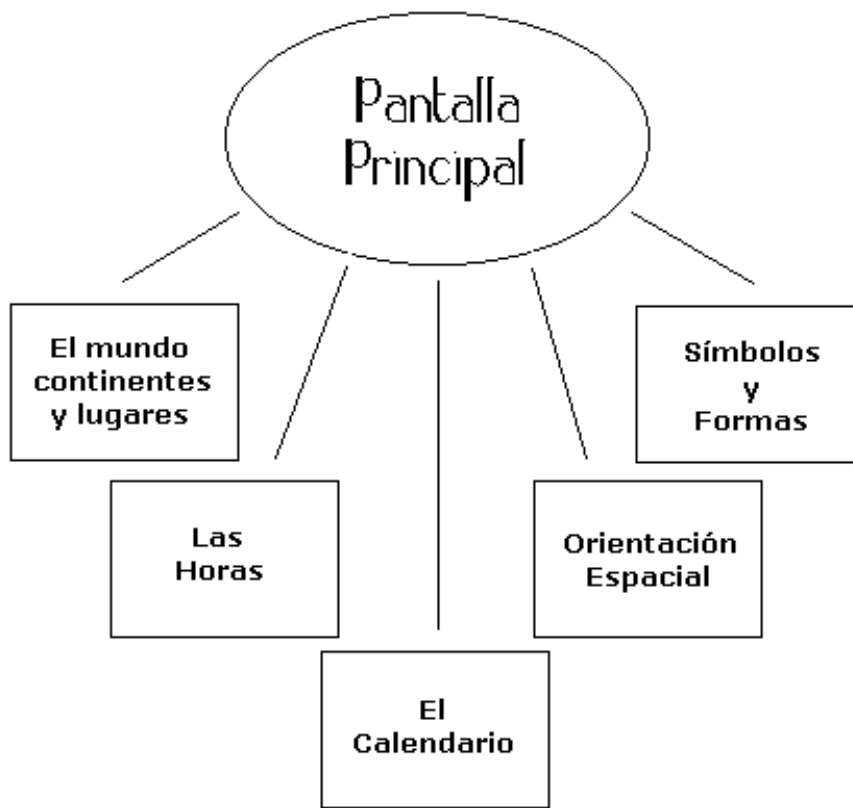 Pantalla
Principal
El mundo
continentes
y lugares
Las
Horas
El
Calendario
Orientación
Espacial
Símbolos
y
Formas